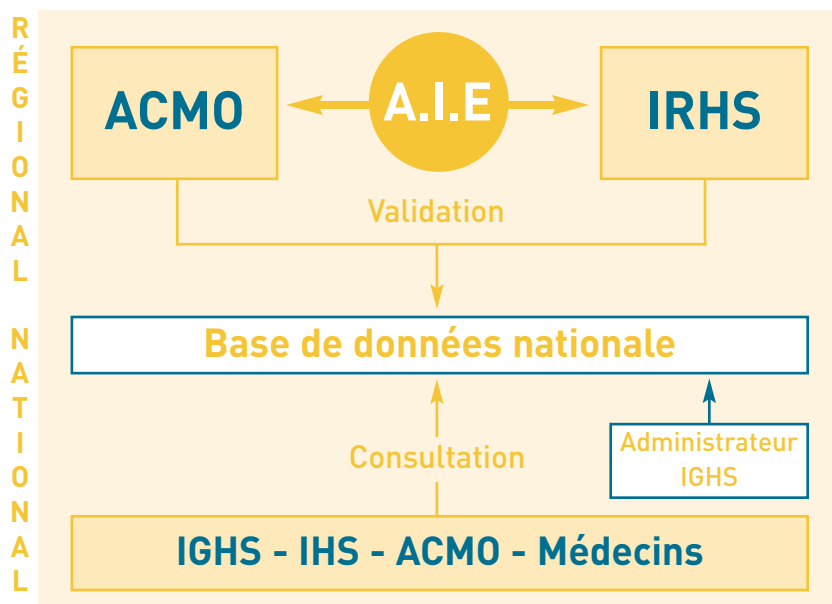 RÉGIONAL
ACMO
A.I.E
IRHS
Validation
NATIONAL
Base de données nationale
Consultation
Administrateur
IGHS
IGHS - IHS - ACMO - Médecins